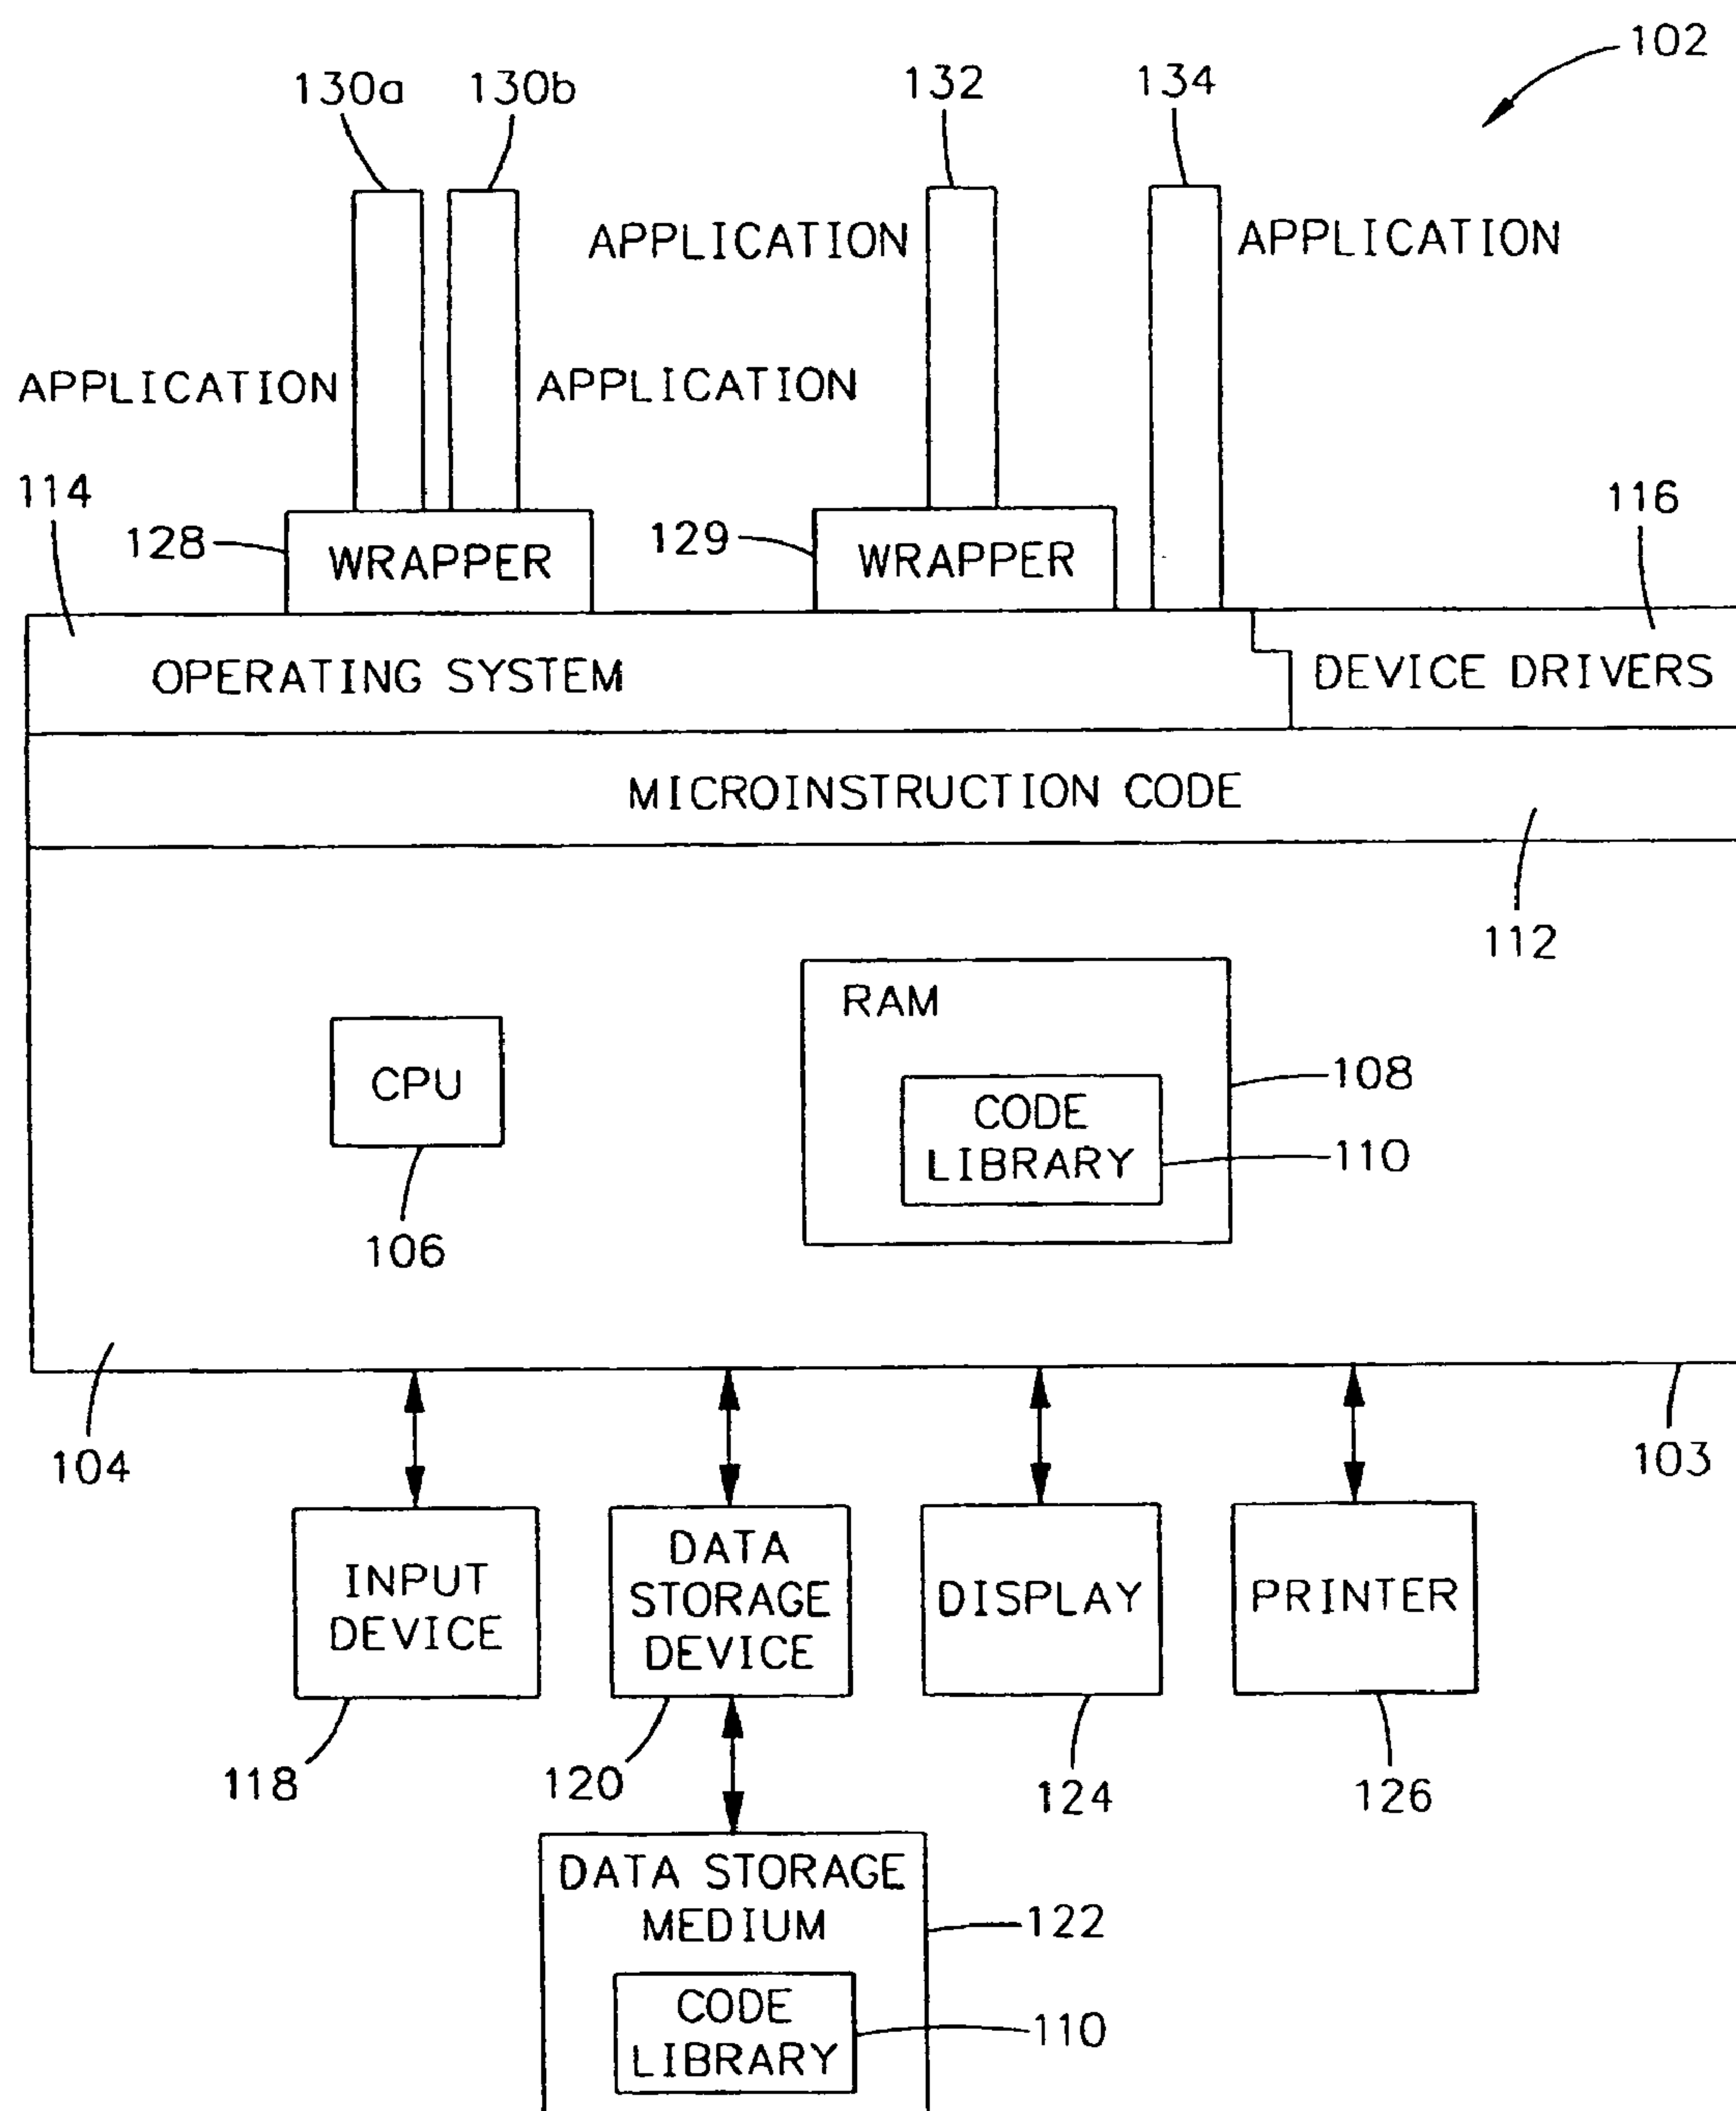 102
130a 130b 132 134
APPLICATION APPLICATION
APPLICATION APPLICATION
114 116
128 WRAPPER 129 WRAPPER
OPERATING SYSTEM DEVICE DRIVERS
MICROINSTRUCTION CODE
112
RAM
CPU
108
CODE
LIBRARY
110
106
104 103
INPUT
DEVICE
DATA
STORAGE
DEVICE
DISPLAY
PRINTER
118 120 124 126
DATA STORAGE
MEDIUM
122
CODE
LIBRARY
110